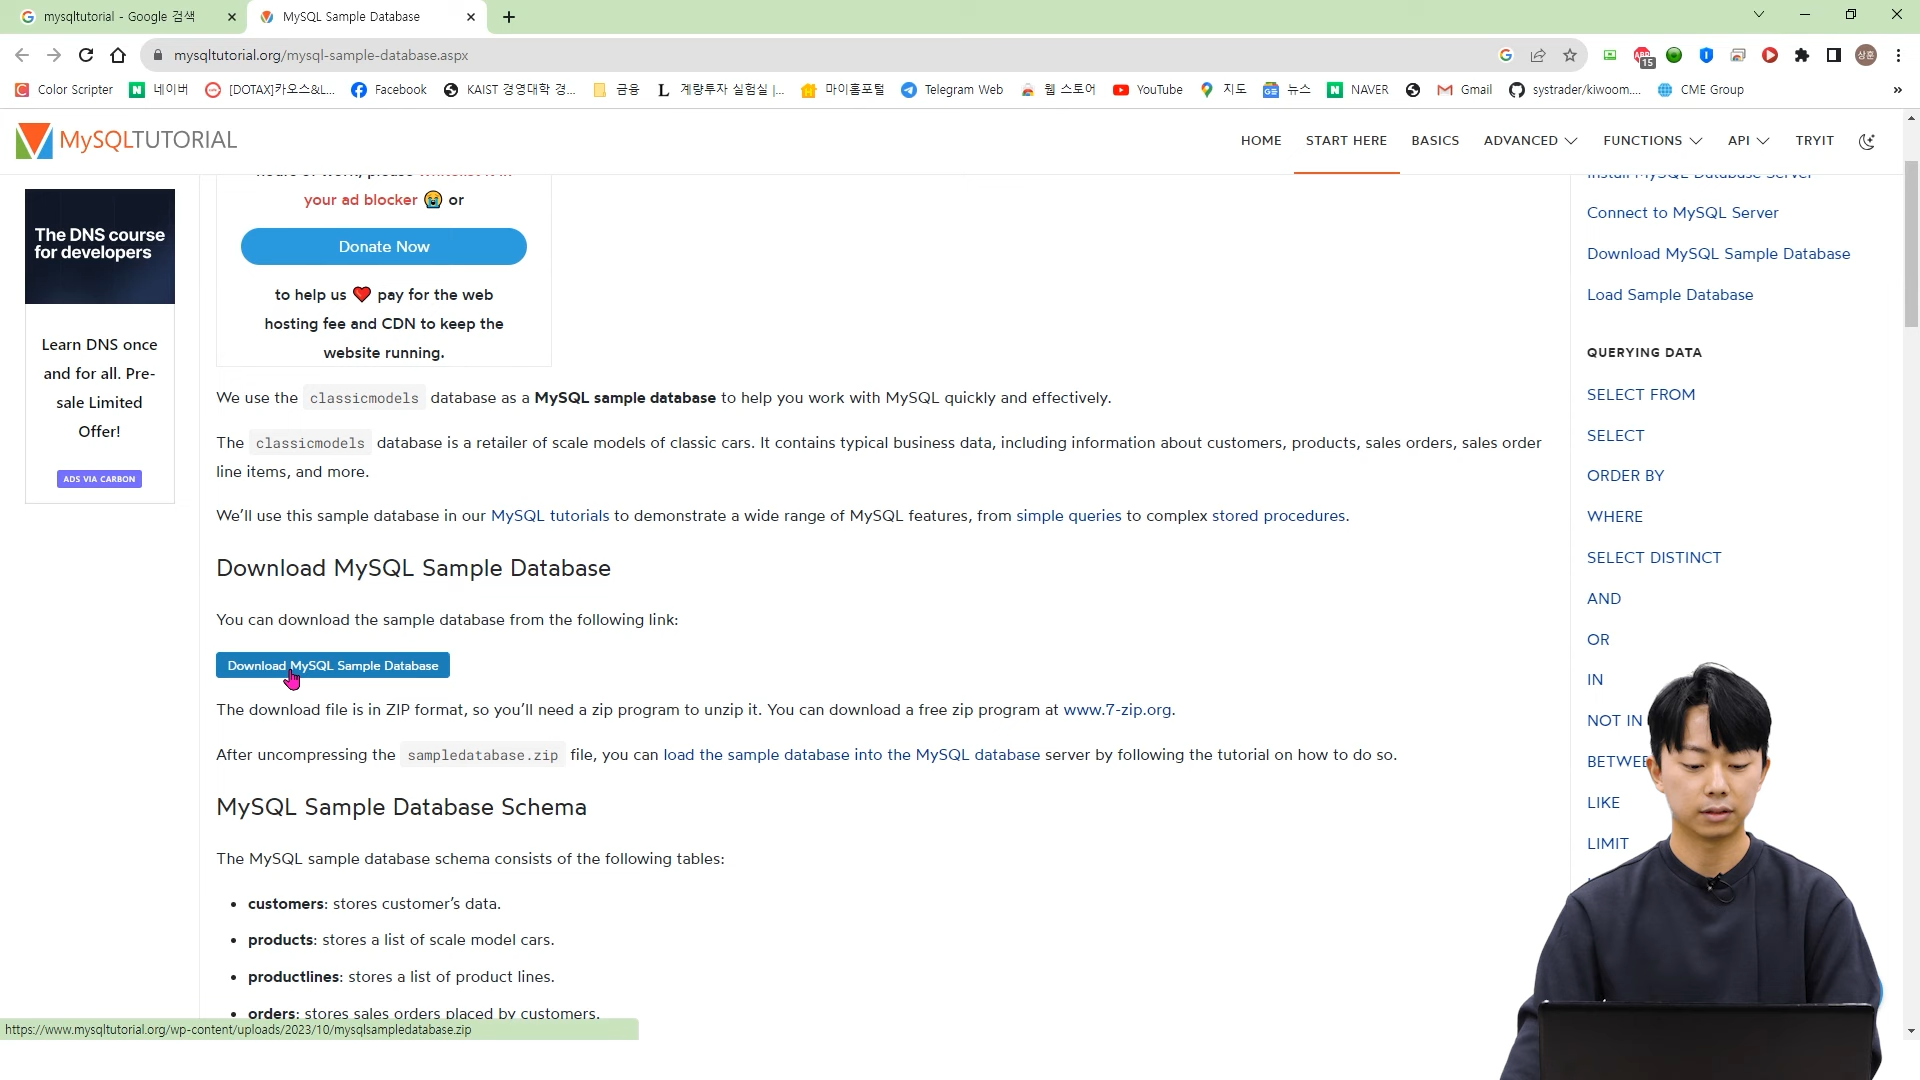 mysqltutorial - Google 검색
MySQL Sample Database
mysqltutorial.org/mysql-sample-database.aspx
15
상훈
Color Scripter
네이버
[DOTAX]카오스&L...
Facebook
KAIST 경영대학 경...
금융
계량투자 실험실 |...
마이홈포털
Telegram Web
웹 스토어
YouTube
지도
뉴스
NAVER
Gmail
systrader/kiwoom....
CME Group
MySQLTUTORIAL
HOME
START HERE
BASICS
ADVANCED
FUNCTIONS
API
TRYIT
The DNS course
for developers
Learn DNS once
and for all. Pre-
sale Limited
Offer!
ADS VIA CARBON
hours of work, please whitelist it in
your ad blocker 😭 or
Donate Now
to help us ❤️ pay for the web
hosting fee and CDN to keep the
website running.
We use the classicmodels database as a MySQL sample database to help you work with MySQL quickly and effectively.
The classicmodels database is a retailer of scale models of classic cars. It contains typical business data, including information about customers, products, sales orders, sales order
line items, and more.
We’ll use this sample database in our MySQL tutorials to demonstrate a wide range of MySQL features, from simple queries to complex stored procedures.
Download MySQL Sample Database
You can download the sample database from the following link:
Download MySQL Sample Database
The download file is in ZIP format, so you’ll need a zip program to unzip it. You can download a free zip program at www.7-zip.org.
After uncompressing the sampledatabase.zip file, you can load the sample database into the MySQL database server by following the tutorial on how to do so.
MySQL Sample Database Schema
The MySQL sample database schema consists of the following tables:
• customers: stores customer’s data.
• products: stores a list of scale model cars.
• productlines: stores a list of product lines.
• orders: stores sales orders placed by customers.
https://www.mysqltutorial.org/wp-content/uploads/2023/10/mysqlsampledatabase.zip
Install MySQL Database Server
Connect to MySQL Server
Download MySQL Sample Database
Load Sample Database
QUERYING DATA
SELECT FROM
SELECT
ORDER BY
WHERE
SELECT DISTINCT
AND
OR
IN
NOT IN
BETWEE
LIKE
LIMIT